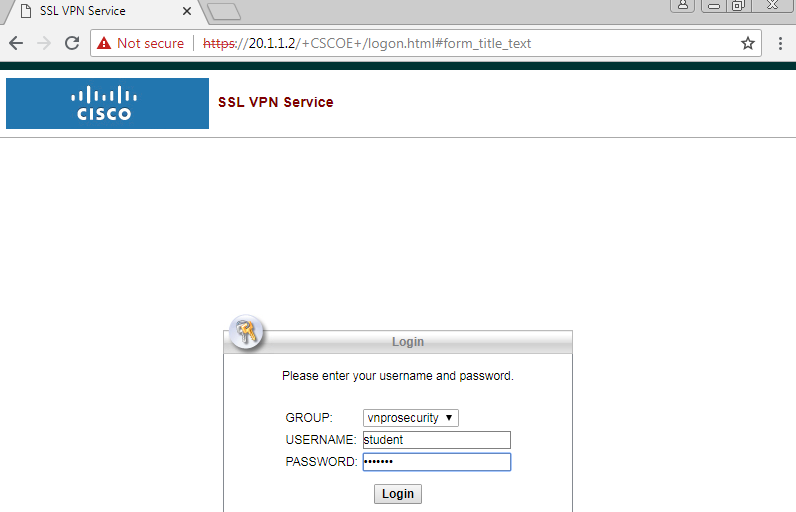 SSL VPN Service
Not secure https://20.1.1.2/+CSCOE+/logon.html#form_title_text
CISCO
SSL VPN Service
Login
Please enter your username and password.
GROUP: vnprosecurity
USERNAME: student
PASSWORD: •••••••
Login